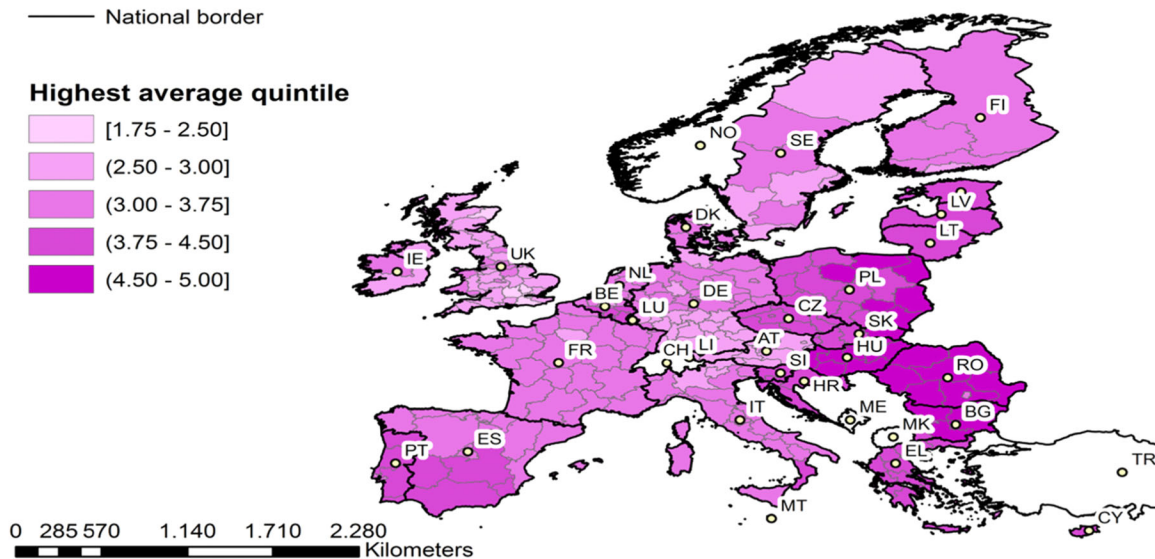 National border
Highest average quintile
[1.75 - 2.50]
(2.50 - 3.00]
(3.00 - 3.75]
(3.75 - 4.50]
(4.50 - 5.00]
FI
NO
SE
LV
LT
DK
IE
UK
NL
BE
DE
PL
LU
CZ
SK
FR
CH
LI
AT
HU
SI
HR
RO
IT
ME
MK
BG
PT
ES
EL
TR
MT
CY
0 285 570 1.140 1.710 2.280
Kilometers